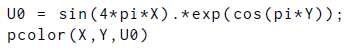 U0 = sin(4*pi*X).*exp(cos(pi*Y));
pcolor(X,Y,U0)